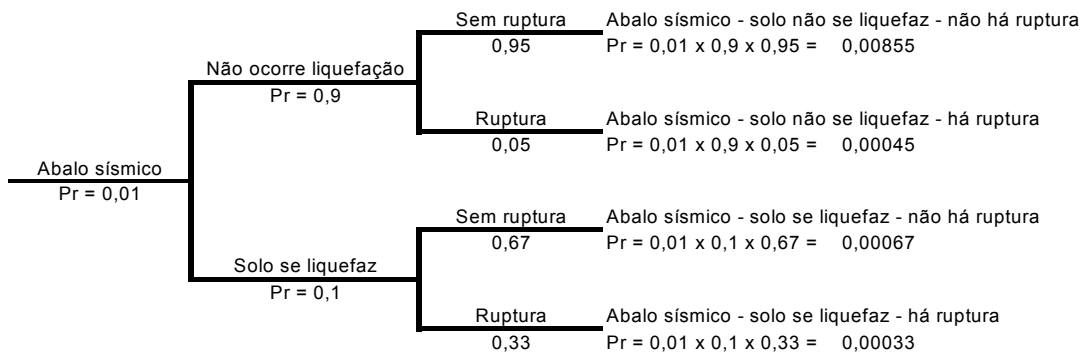 Sem ruptura
0,95
Abalo sísmico - solo não se liquefaz - não há ruptura
Pr = 0,01 x 0,9 x 0,95 = 0,00855
Não ocorre liquefação
Pr = 0,9
Ruptura
0,05
Abalo sísmico - solo não se liquefaz - há ruptura
Pr = 0,01 x 0,9 x 0,05 = 0,00045
Abalo sísmico
Pr = 0,01
Sem ruptura
0,67
Abalo sísmico - solo se liquefaz - não há ruptura
Pr = 0,01 x 0,1 x 0,67 = 0,00067
Solo se liquefaz
Pr = 0,1
Ruptura
0,33
Abalo sísmico - solo se liquefaz - há ruptura
Pr = 0,01 x 0,1 x 0,33 = 0,00033